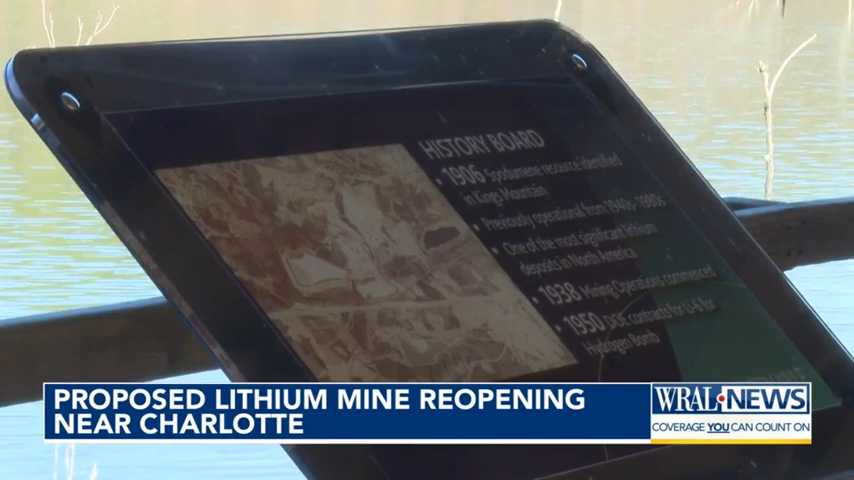 HISTORY BOARD
• 1906 Spodumene resource identified
in Kings Mountain
• Previously operational from 1940s- 1980s
• One of the most significant lithium
deposits in North America
• 1938 Mining Operations commenced
• 1950 DOE contracts for Li-6 for
Hydrogen Bomb
PROPOSED LITHIUM MINE REOPENING
NEAR CHARLOTTE
WRAL NEWS
COVERAGE YOU CAN COUNT ON